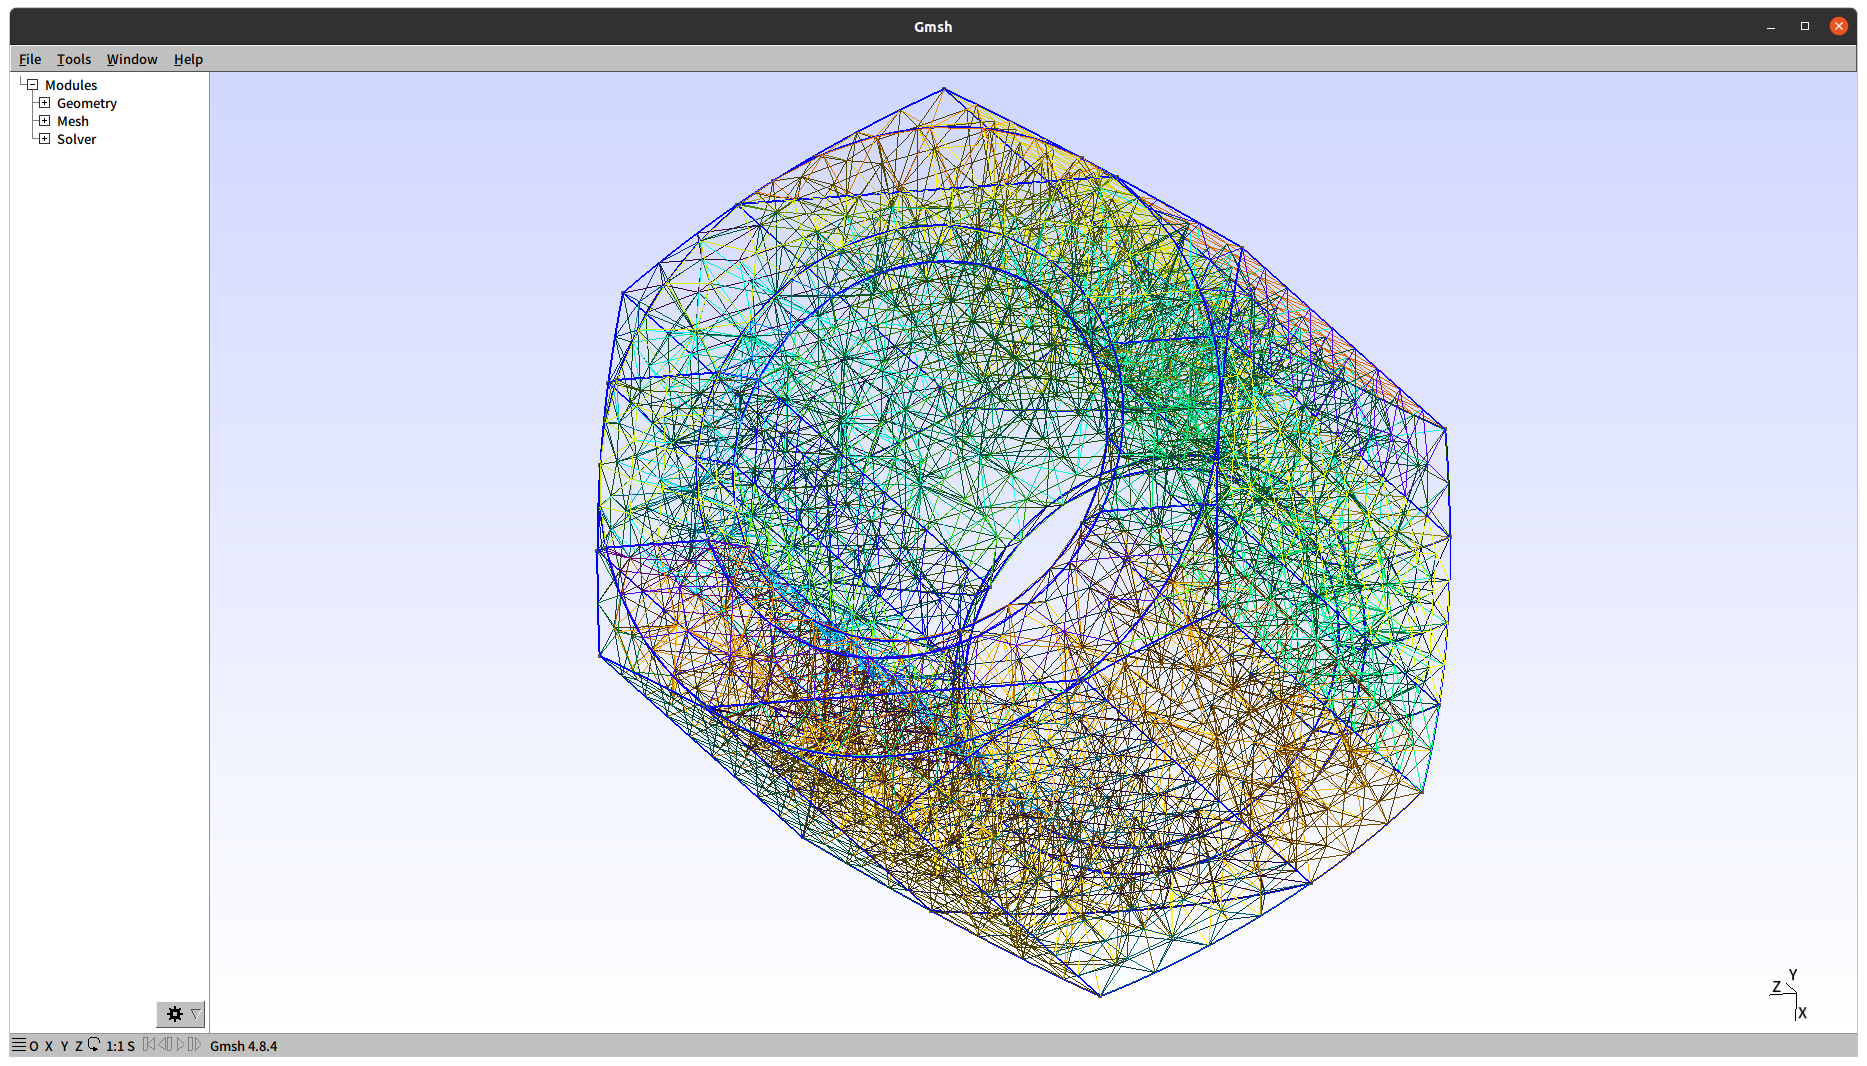 Gmsh
File Tools Window Help
Modules
Geometry
Mesh
Solver
Y
Z
X
O X Y Z 1:1 S Gmsh 4.8.4